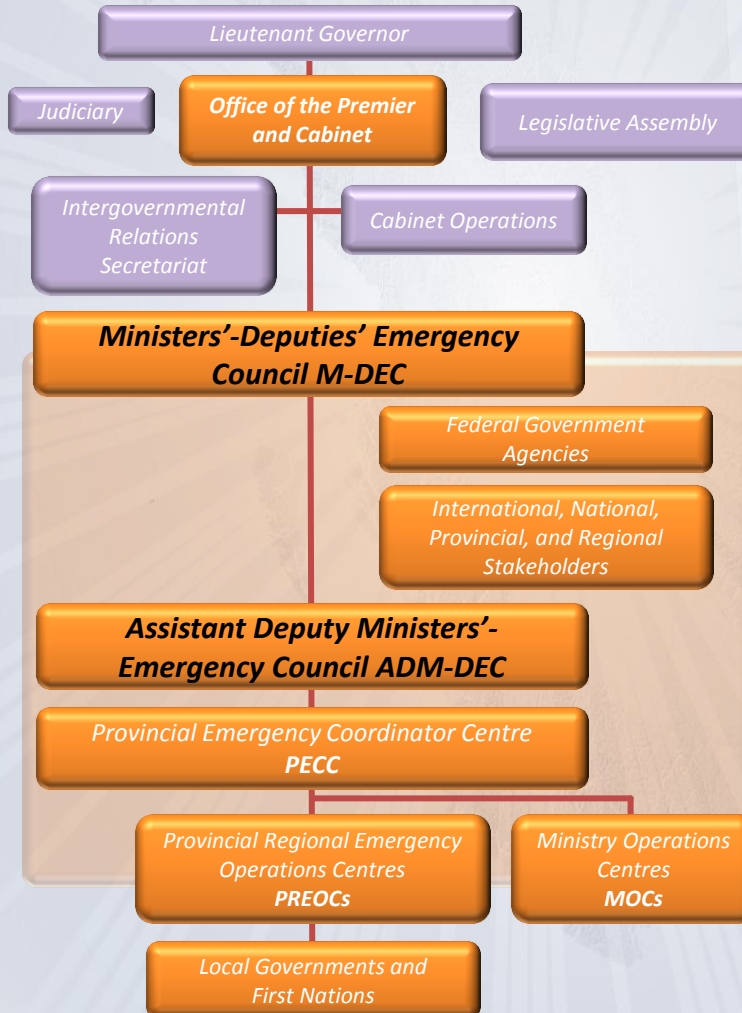 Lieutenant Governor
Judiciary
Office of the Premier
and Cabinet
Legislative Assembly
Intergovernmental
Relations
Secretariat
Cabinet Operations
Ministers’-Deputies’ Emergency
Council M-DEC
Federal Government
Agencies
International, National,
Provincial, and Regional
Stakeholders
Assistant Deputy Ministers’-
Emergency Council ADM-DEC
Provincial Emergency Coordinator Centre
PECC
Provincial Regional Emergency
Operations Centres
PREOCs
Ministry Operations
Centres
MOCs
Local Governments and
First Nations